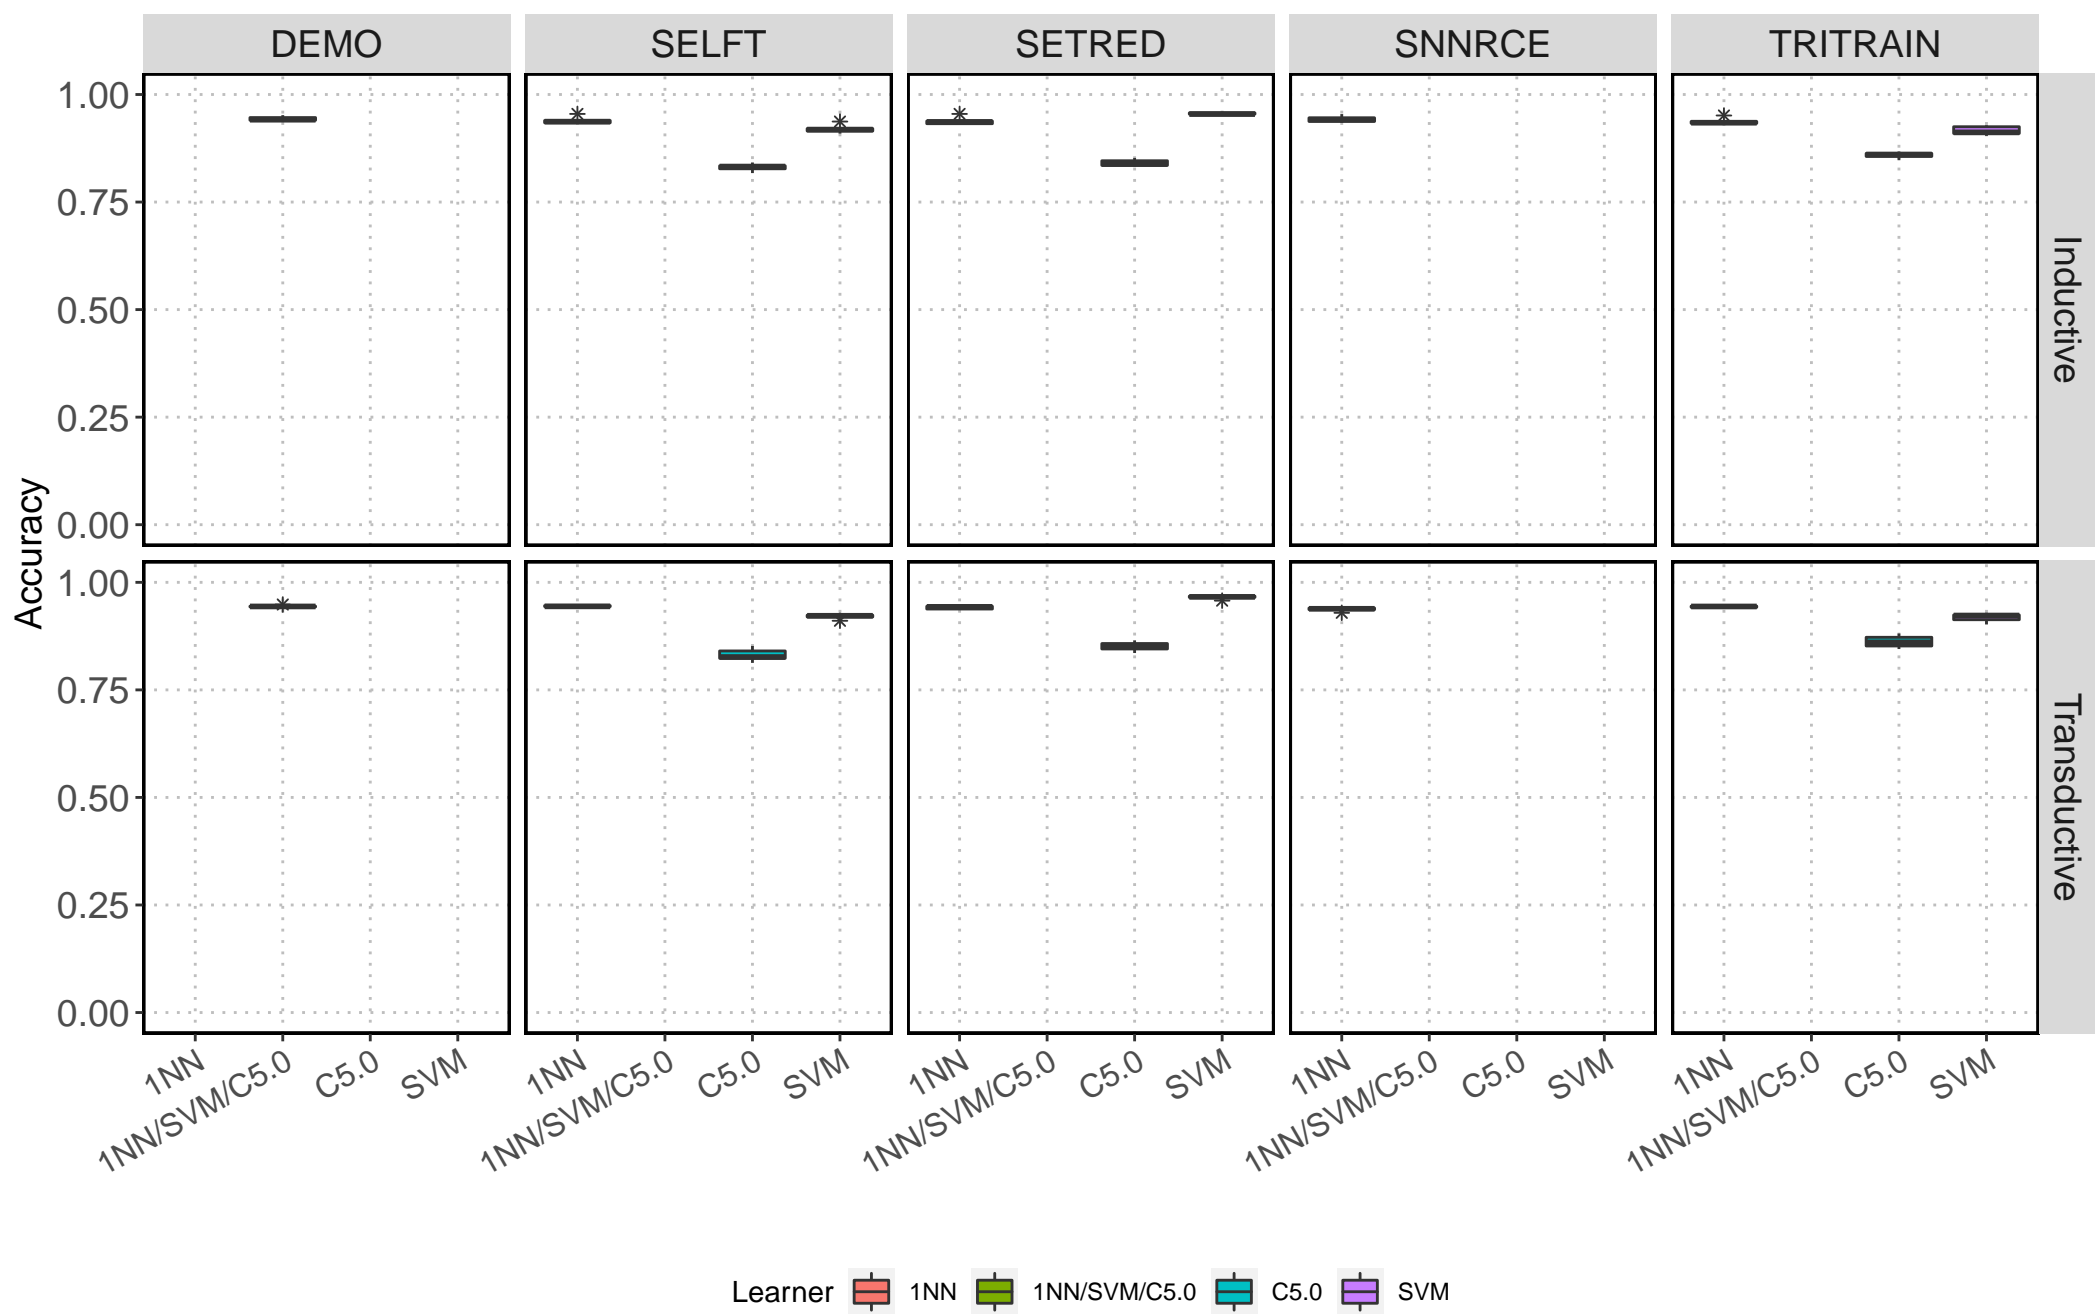 DEMO SELFT SETRED SNNRCE TRITRAIN
Accuracy
1.00
0.75
0.50
0.25
0.00
Inductive
1.00
0.75
0.50
0.25
0.00
Transductive
1NN 1NN/SVM/C5.0 C5.0 SVM 1NN 1NN/SVM/C5.0 C5.0 SVM 1NN 1NN/SVM/C5.0 C5.0 SVM 1NN 1NN/SVM/C5.0 C5.0 SVM 1NN 1NN/SVM/C5.0 C5.0 SVM
Learner 1NN 1NN/SVM/C5.0 C5.0 SVM